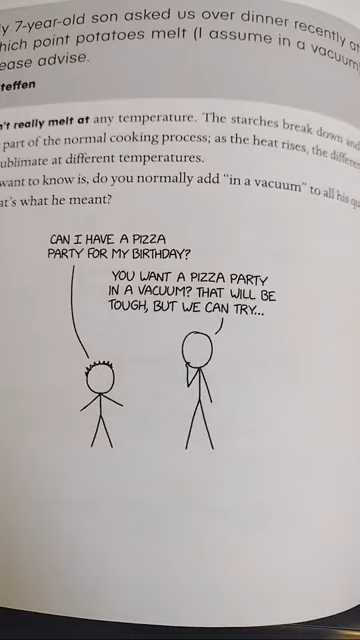 y 7-year-old son asked us over dinner recently at
hich point potatoes melt (I assume in a vacuum
ease advise.
teffen
n't really melt at any temperature. The starches break down and
part of the normal cooking process; as the heat rises, the differe
ublimate at different temperatures.
want to know is, do you normally add "in a vacuum" to all his qu
at's what he meant?
CAN I HAVE A PIZZA
PARTY FOR MY BIRTHDAY?
YOU WANT A PIZZA PARTY
IN A VACUUM? THAT WILL BE
TOUGH, BUT WE CAN TRY...